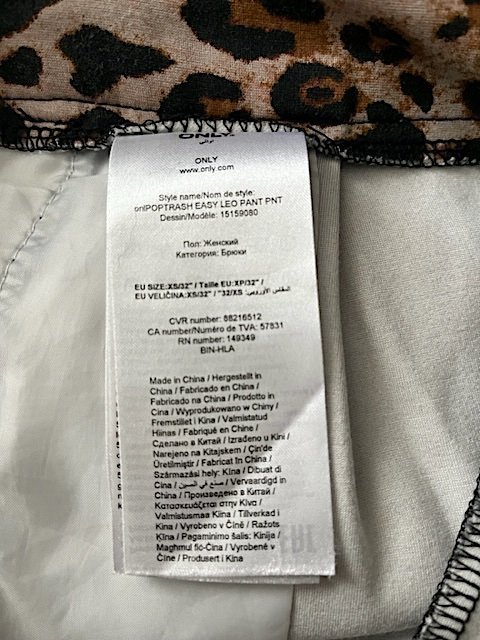 ONLY
ONLY
www.only.com
Style name/Nom de style:
onlPOPTRASH EASY LEO PANT PNT
Dessin/Modèle: 15159080
Пол: Женский
Категория: Брюки
EU SIZE:XS/32" / Taille EU:XP/32" /
EU VELIČINA:XS/32" / "32/XS :المقاس الأوروبي
CVR number: 88216512
CA number/Numéro de TVA: 57831
RN number: 149349
BIN-HLA
Made in China / Hergestellt in
China / Fabricado en China /
Fabricado na China / Prodotto in
Cina / Wyprodukowano w Chiny /
Fremstillet i Kina / Valmistettu
Hiinas / Fabriqué en Chine /
Сделано в Китай / Izrađeno u Kini /
Narejeno na Kitajskem / Çin'de
Üretilmiştir / Fabricat în China /
Származási hely: Kína / Dibuat di
Cina / صنع في الصين / Vervaardigd in
China / Произведено в Китай /
Κατασκευάζεται στην Κίνα /
Valmistusmaa Kiina / Tillverkad i
Kina / Vyrobeno v Číně / Ražots
Ķīna / Pagaminimo šalis: Kinija /
Magħmul fiċ-Ċina / Vyrobené v
Číne / Produsert i Kina